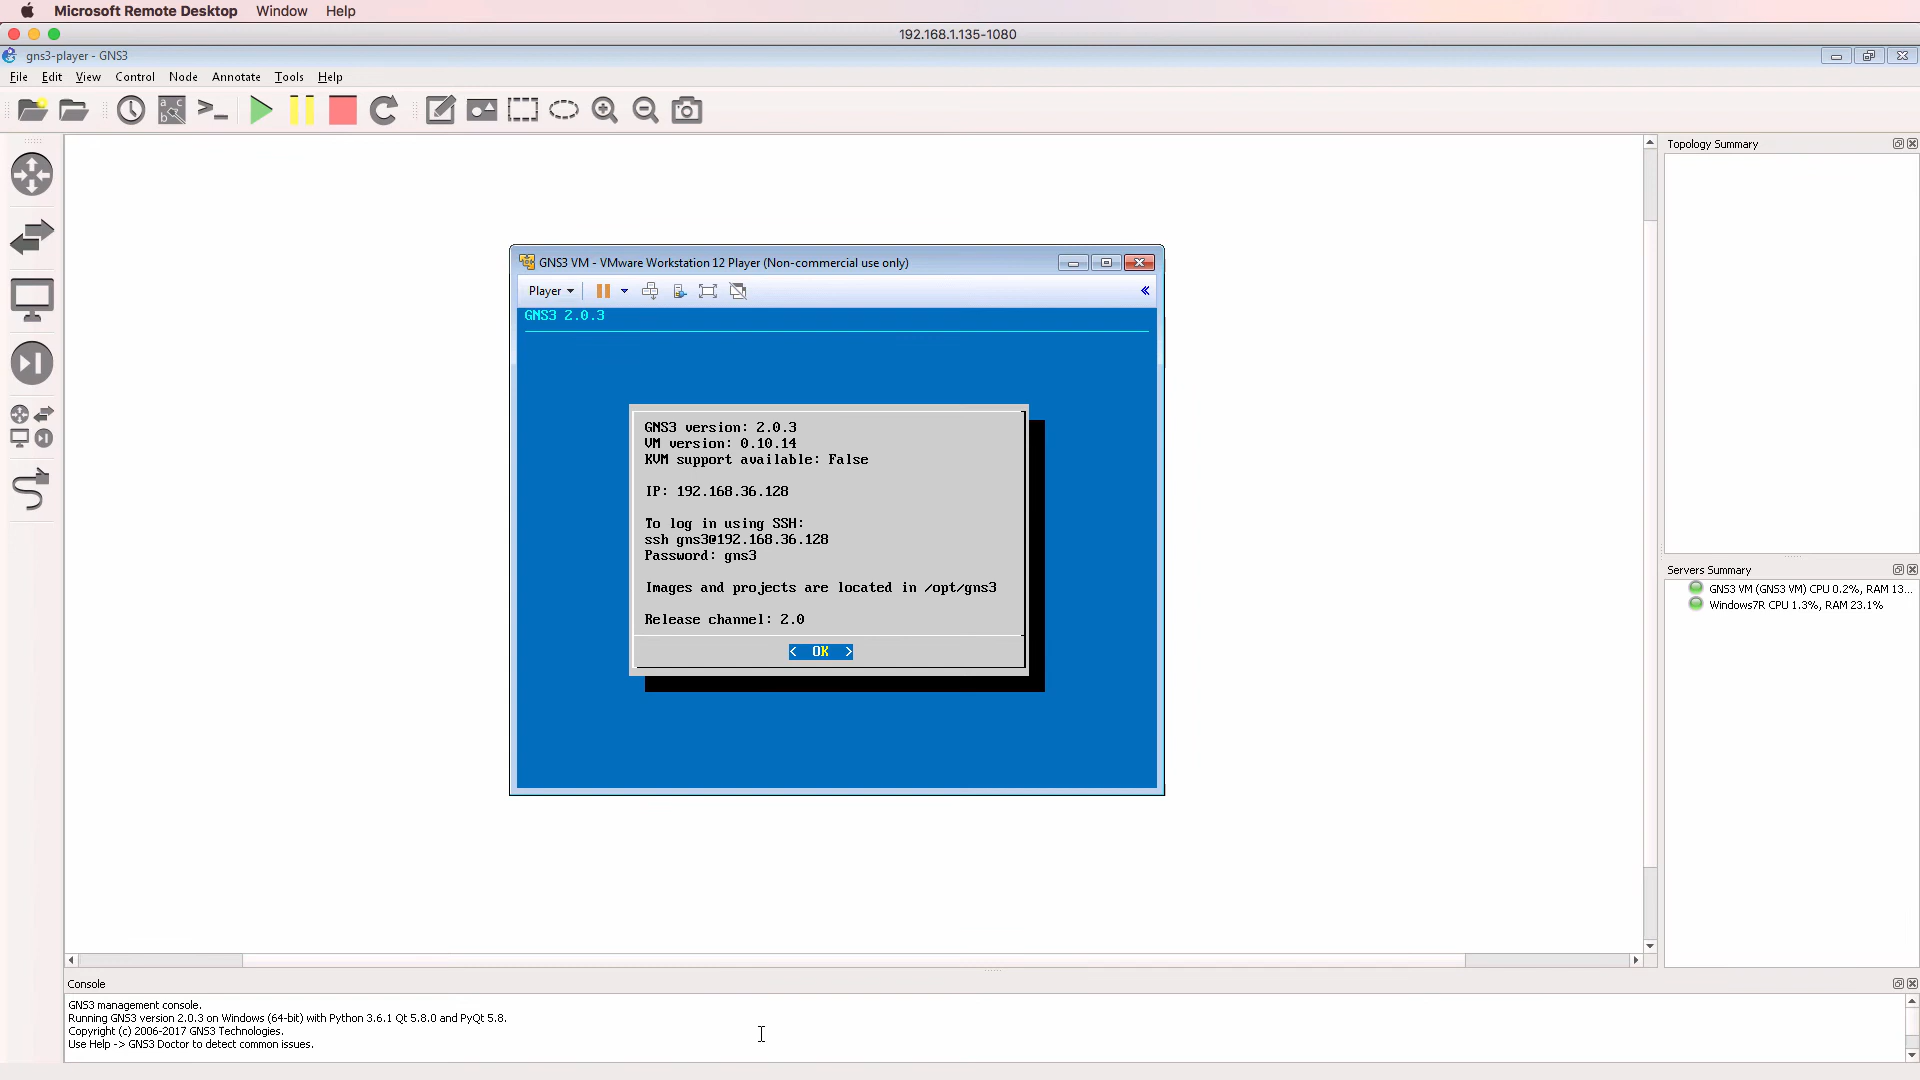 Microsoft Remote Desktop Window Help
192.168.1.135-1080
gns3-player - GNS3
File Edit View Control Node Annotate Tools Help
Topology Summary
GNS3 VM - VMware Workstation 12 Player (Non-commercial use only)
Player
GNS3 2.0.3
GNS3 version: 2.0.3
VM version: 0.10.14
KVM support available: False
IP: 192.168.36.128
To log in using SSH:
ssh gns3@192.168.36.128
Password: gns3
Images and projects are located in /opt/gns3
Release channel: 2.0
< OK >
Servers Summary
GNS3 VM (GNS3 VM) CPU 0.2%, RAM 13...
Windows7R CPU 1.3%, RAM 23.1%
Console
GNS3 management console.
Running GNS3 version 2.0.3 on Windows (64-bit) with Python 3.6.1 Qt 5.8.0 and PyQt 5.8.
Copyright (c) 2006-2017 GNS3 Technologies.
Use Help -> GNS3 Doctor to detect common issues.